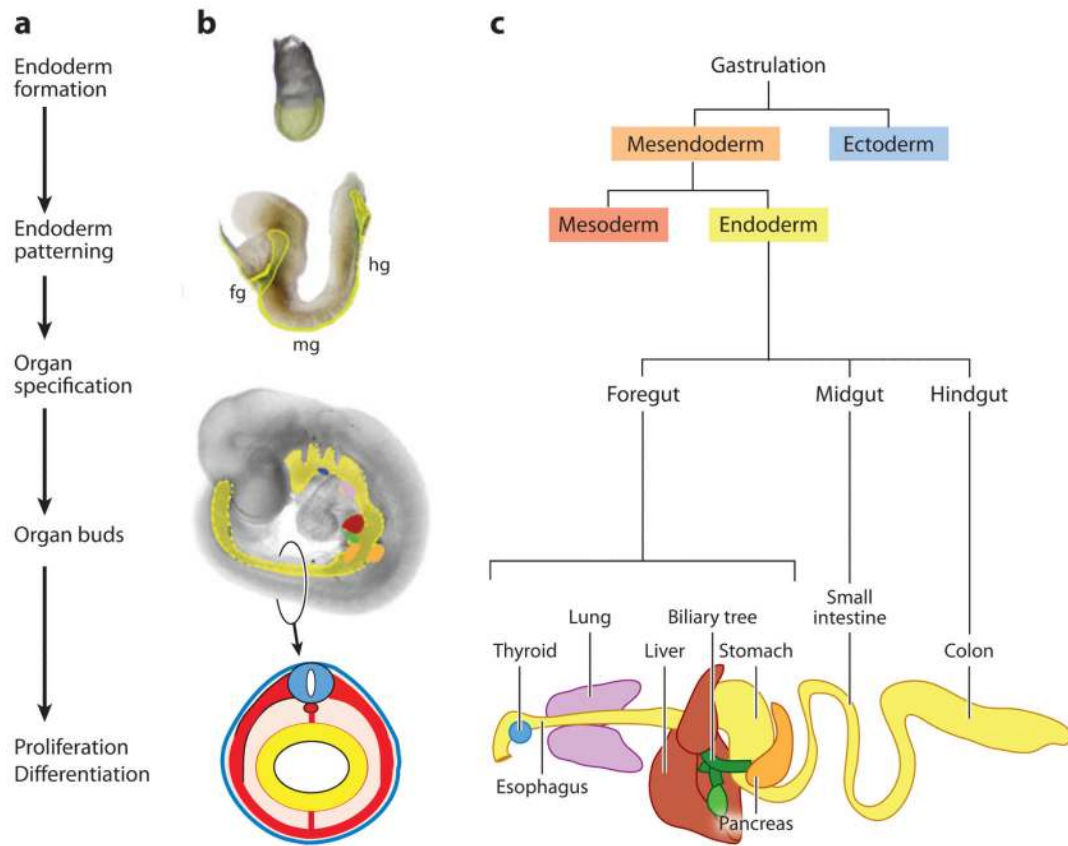 a
Endoderm
formation
Endoderm
patterning
Organ
specification
Organ buds
Proliferation
Differentiation
b
fg
mg
hg
c
Gastrulation
Mesendoderm
Ectoderm
Mesoderm
Endoderm
Foregut
Midgut
Hindgut
Small
intestine
Lung
Biliary tree
Thyroid
Liver
Stomach
Colon
Esophagus
Pancreas